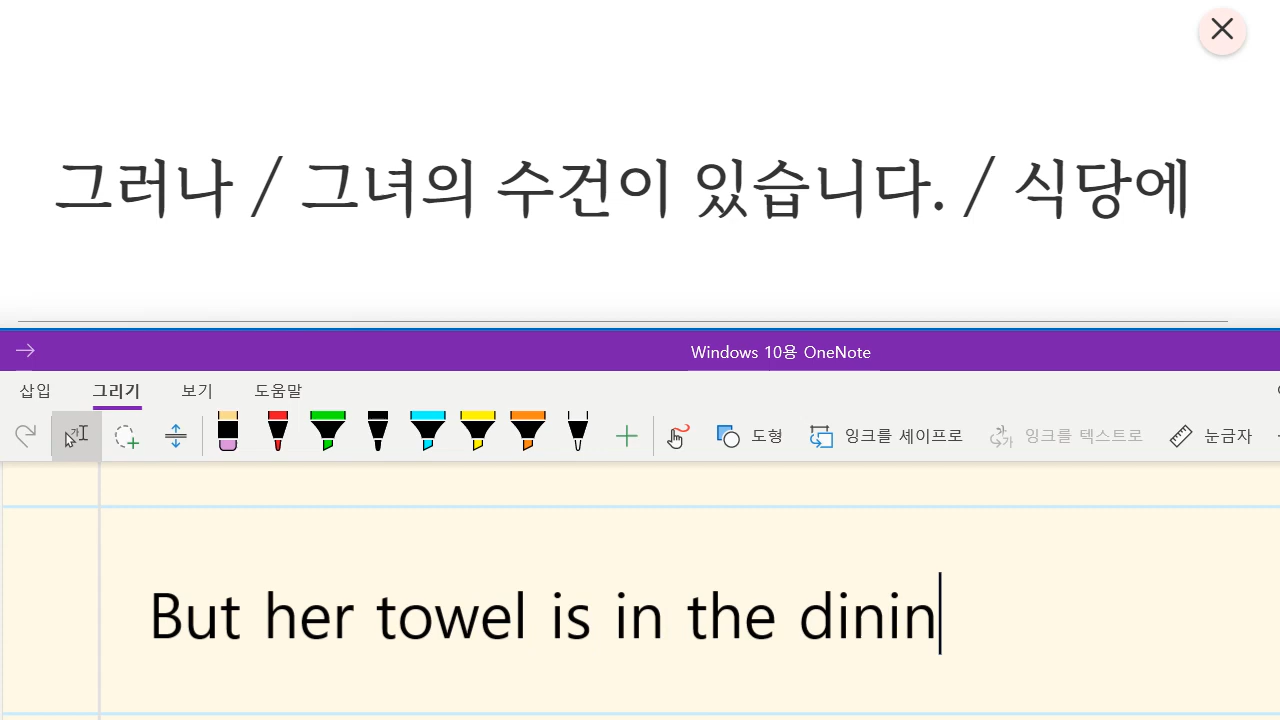 그러나 / 그녀의 수건이 있습니다. / 식당에
Windows 10용 OneNote
삽입 그리기 보기 도움말
도형 잉크를 셰이프로 잉크를 텍스트로 눈금자
But her towel is in the dinin